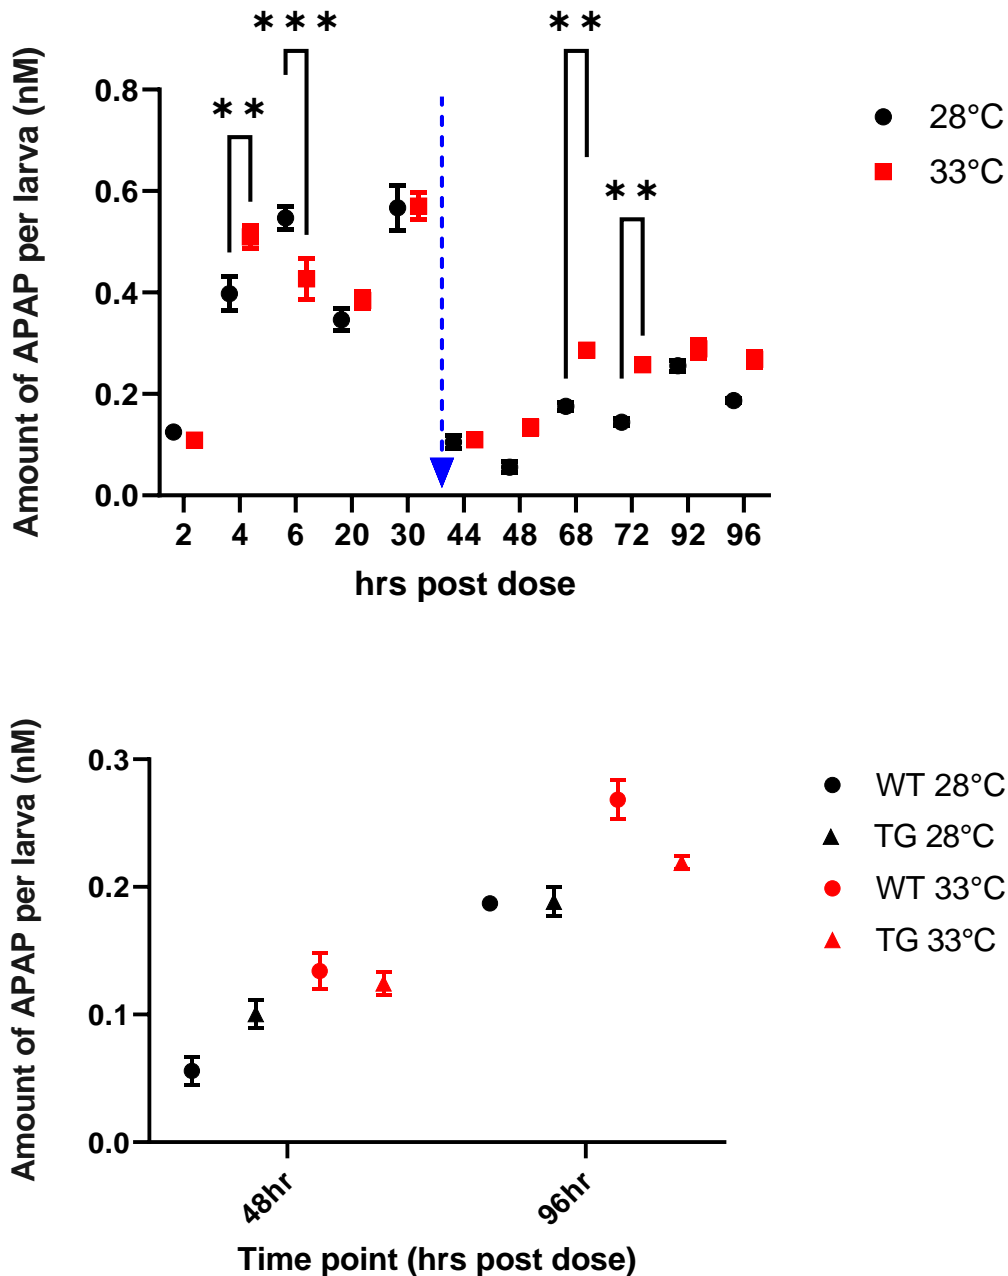 ***
**
**
**
Amount of APAP per larva (nM)
0.8
0.6
0.4
0.2
0.0
2 4 6 20 30 44 48 68 72 92 96
hrs post dose
28°C
33°C
Amount of APAP per larva (nM)
0.3
0.2
0.1
0.0
48hr 96hr
Time point (hrs post dose)
WT 28°C
TG 28°C
WT 33°C
TG 33°C